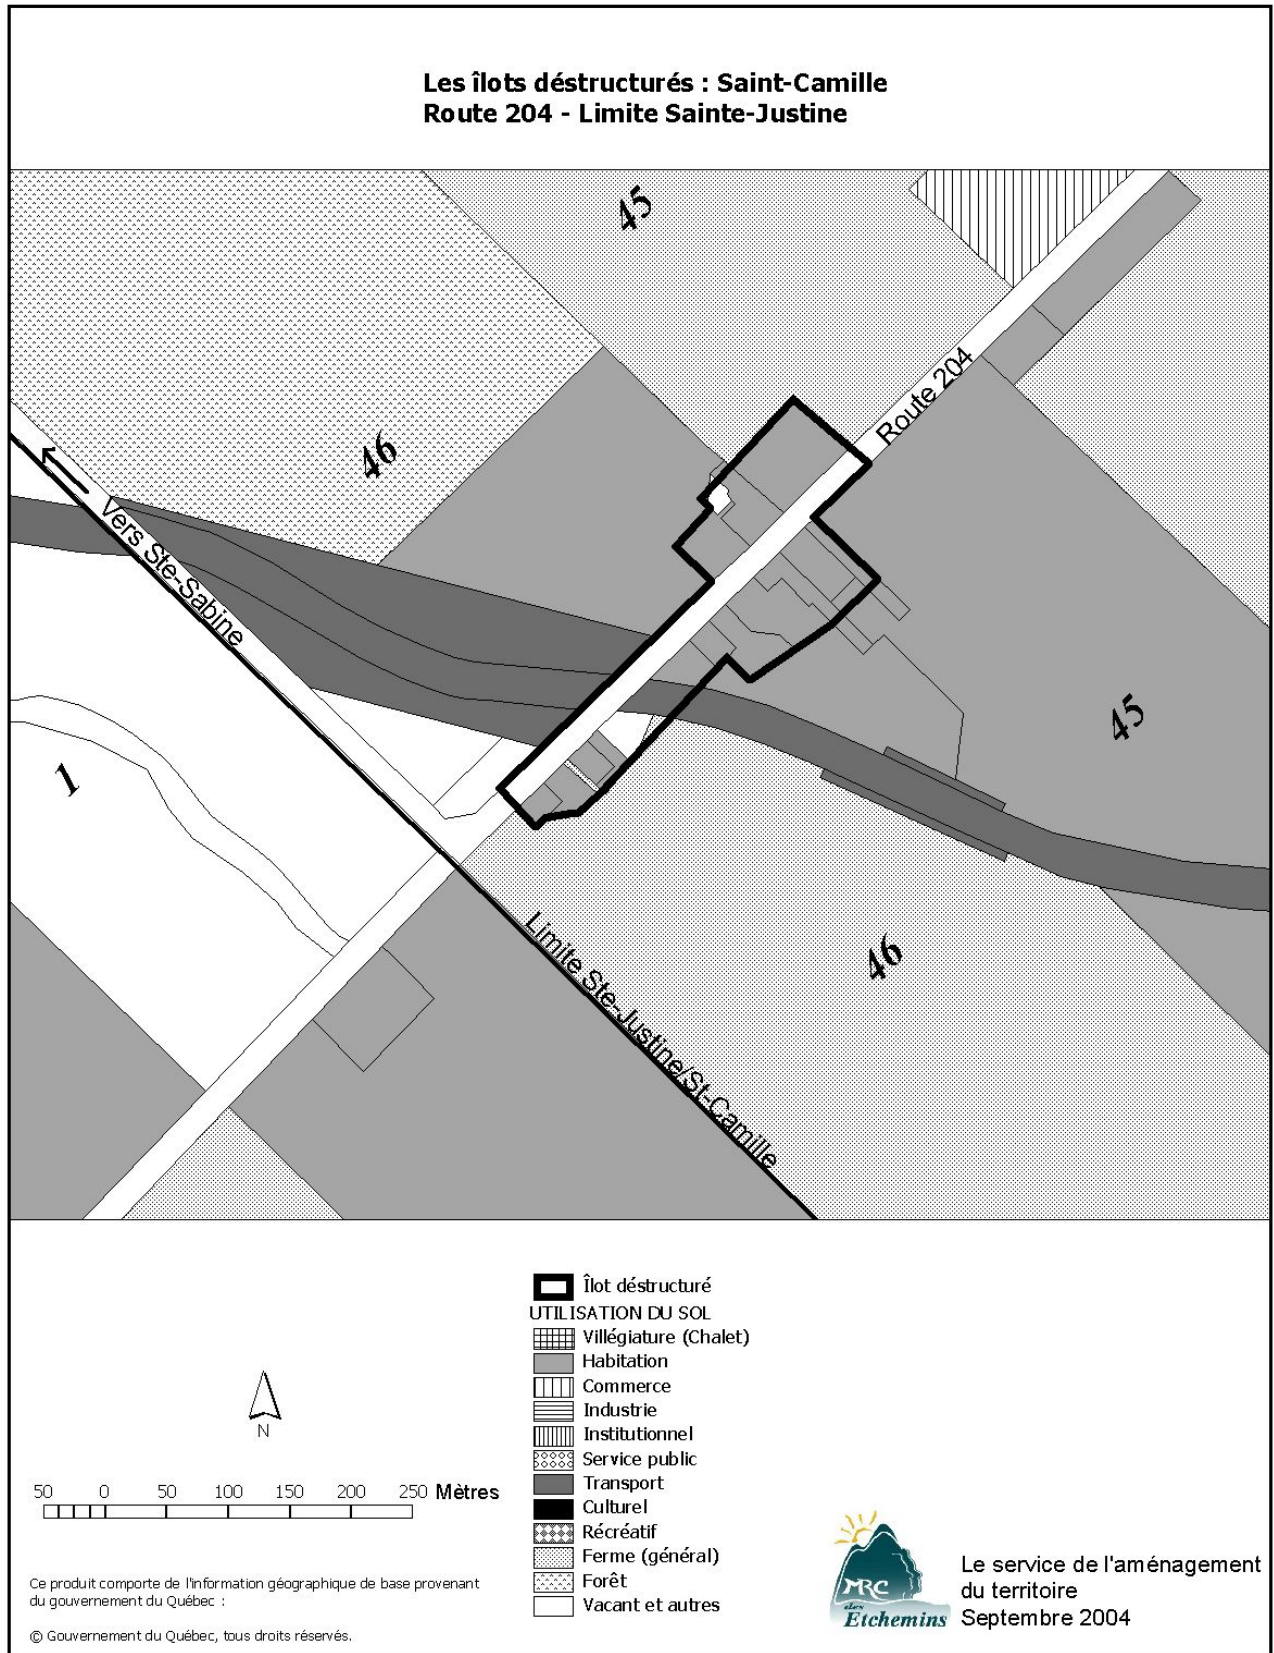 Les îlots déstructurés : Saint-Camille
Route 204 - Limite Sainte-Justine
45
46
Route 204
Vers Ste-Sabine
45
1
46
Limite Ste-Justine/St-Camille
Îlot déstructuré
UTILISATION DU SOL
Villégiature (Chalet)
Habitation
Commerce
Industrie
Institutionnel
Service public
Transport
Culturel
Récréatif
Ferme (général)
Forêt
Vacant et autres
N
50 0 50 100 150 200 250 Mètres
Ce produit comporte de l'information géographique de base provenant
du gouvernement du Québec :
© Gouvernement du Québec, tous droits réservés.
MRC
des
Etchemins
Le service de l'aménagement
du territoire
Septembre 2004